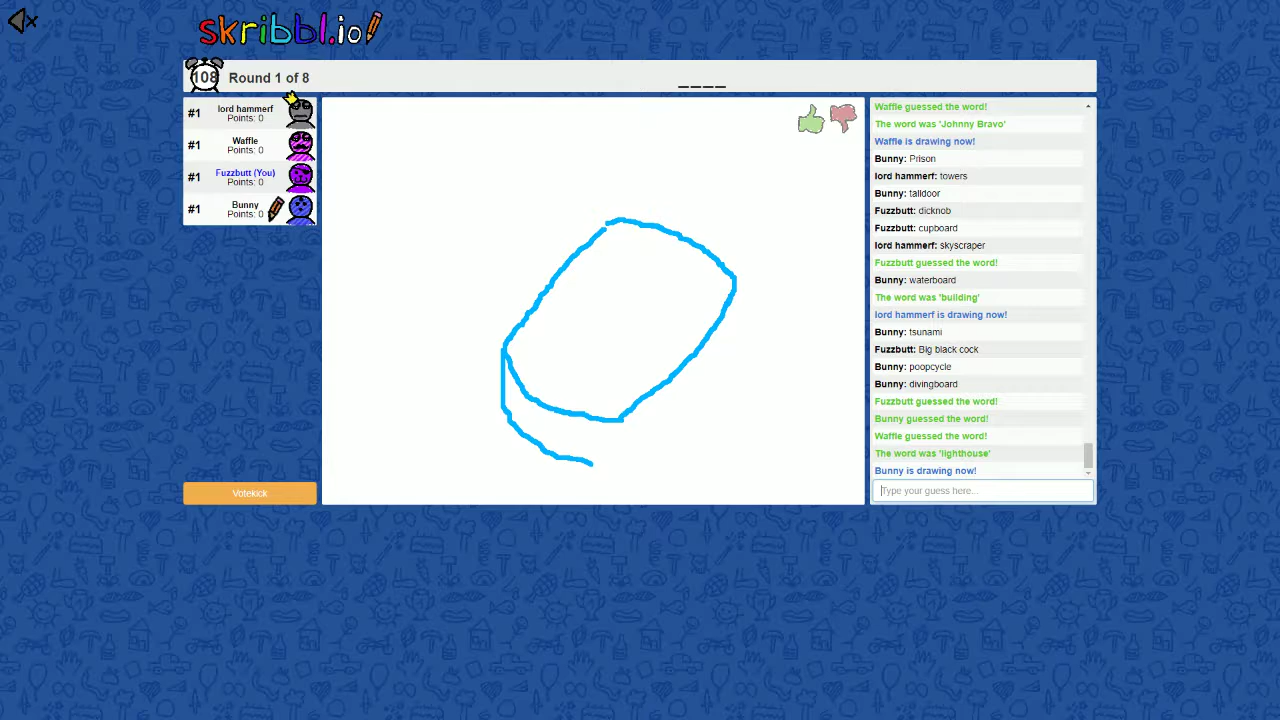 skribbl.io
108
Round 1 of 8
____
#1
lord hammerf
Points: 0
#1
Waffle
Points: 0
#1
Fuzzbutt (You)
Points: 0
#1
Bunny
Points: 0
Votekick
Waffle guessed the word!
The word was 'Johnny Bravo'
Waffle is drawing now!
Bunny: Prison
lord hammerf: towers
Bunny: talldoor
Fuzzbutt: dicknob
Fuzzbutt: cupboard
lord hammerf: skyscraper
Fuzzbutt guessed the word!
Bunny: waterboard
The word was 'building'
lord hammerf is drawing now!
Bunny: tsunami
Fuzzbutt: Big black cock
Bunny: poopcycle
Bunny: divingboard
Fuzzbutt guessed the word!
Bunny guessed the word!
Waffle guessed the word!
The word was 'lighthouse'
Bunny is drawing now!
Type your guess here...